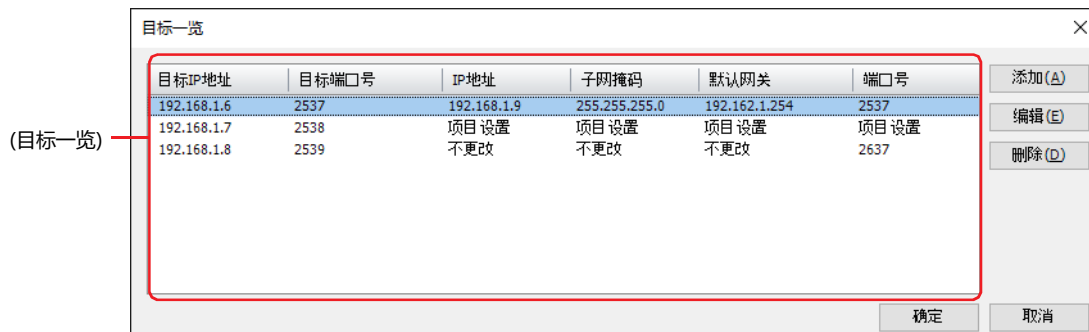 目标一览
目标IP地址 目标端口号 IP地址 子网掩码 默认网关 端口号 添加(A)
192.168.1.6 2537 192.168.1.9 255.255.255.0 192.162.1.254 2537
编辑(E)
192.168.1.7 2538 项目设置 项目设置 项目设置 项目设置
(目标一览)
192.168.1.8 2539 不更改 不更改 不更改 2637
删除(D)
确定 取消